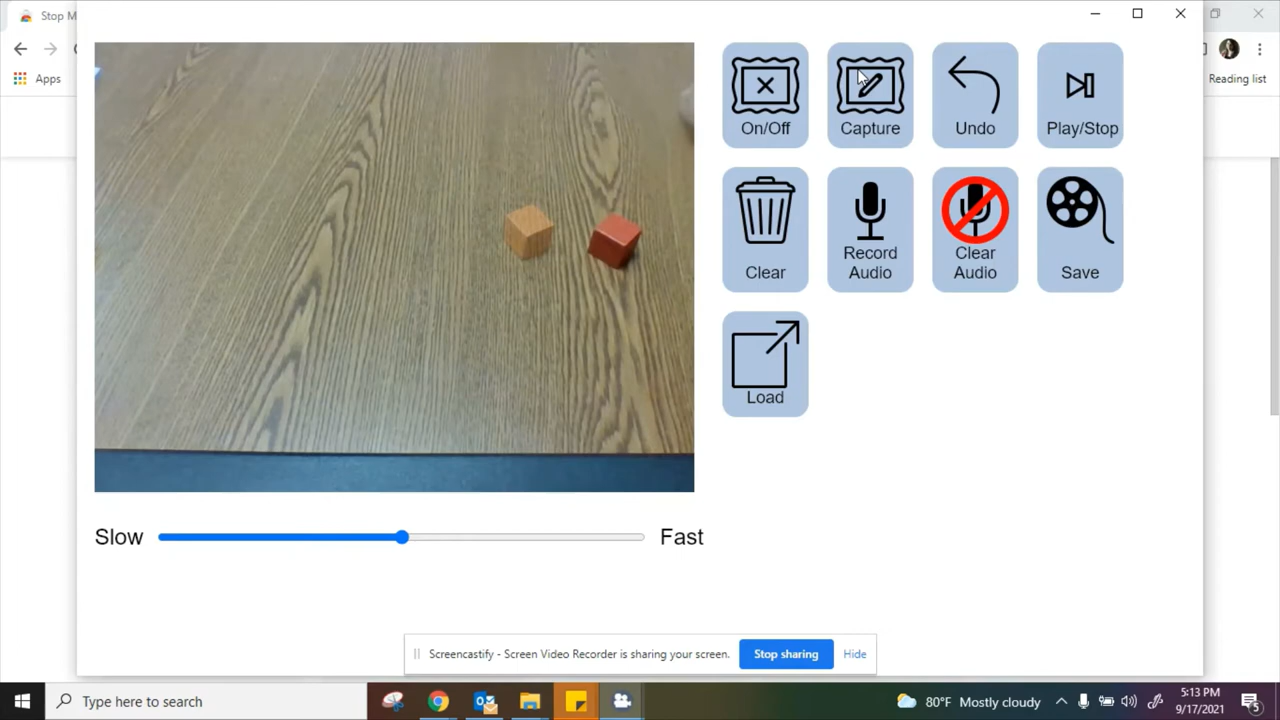 Stop M
Apps
Reading list
On/Off
Capture
Undo
Play/Stop
Clear
Record
Audio
Clear
Audio
Save
Load
Slow
Fast
Screencastify - Screen Video Recorder is sharing your screen.
Stop sharing
Hide
Type here to search
80°F Mostly cloudy
5:13 PM
9/17/2021
5